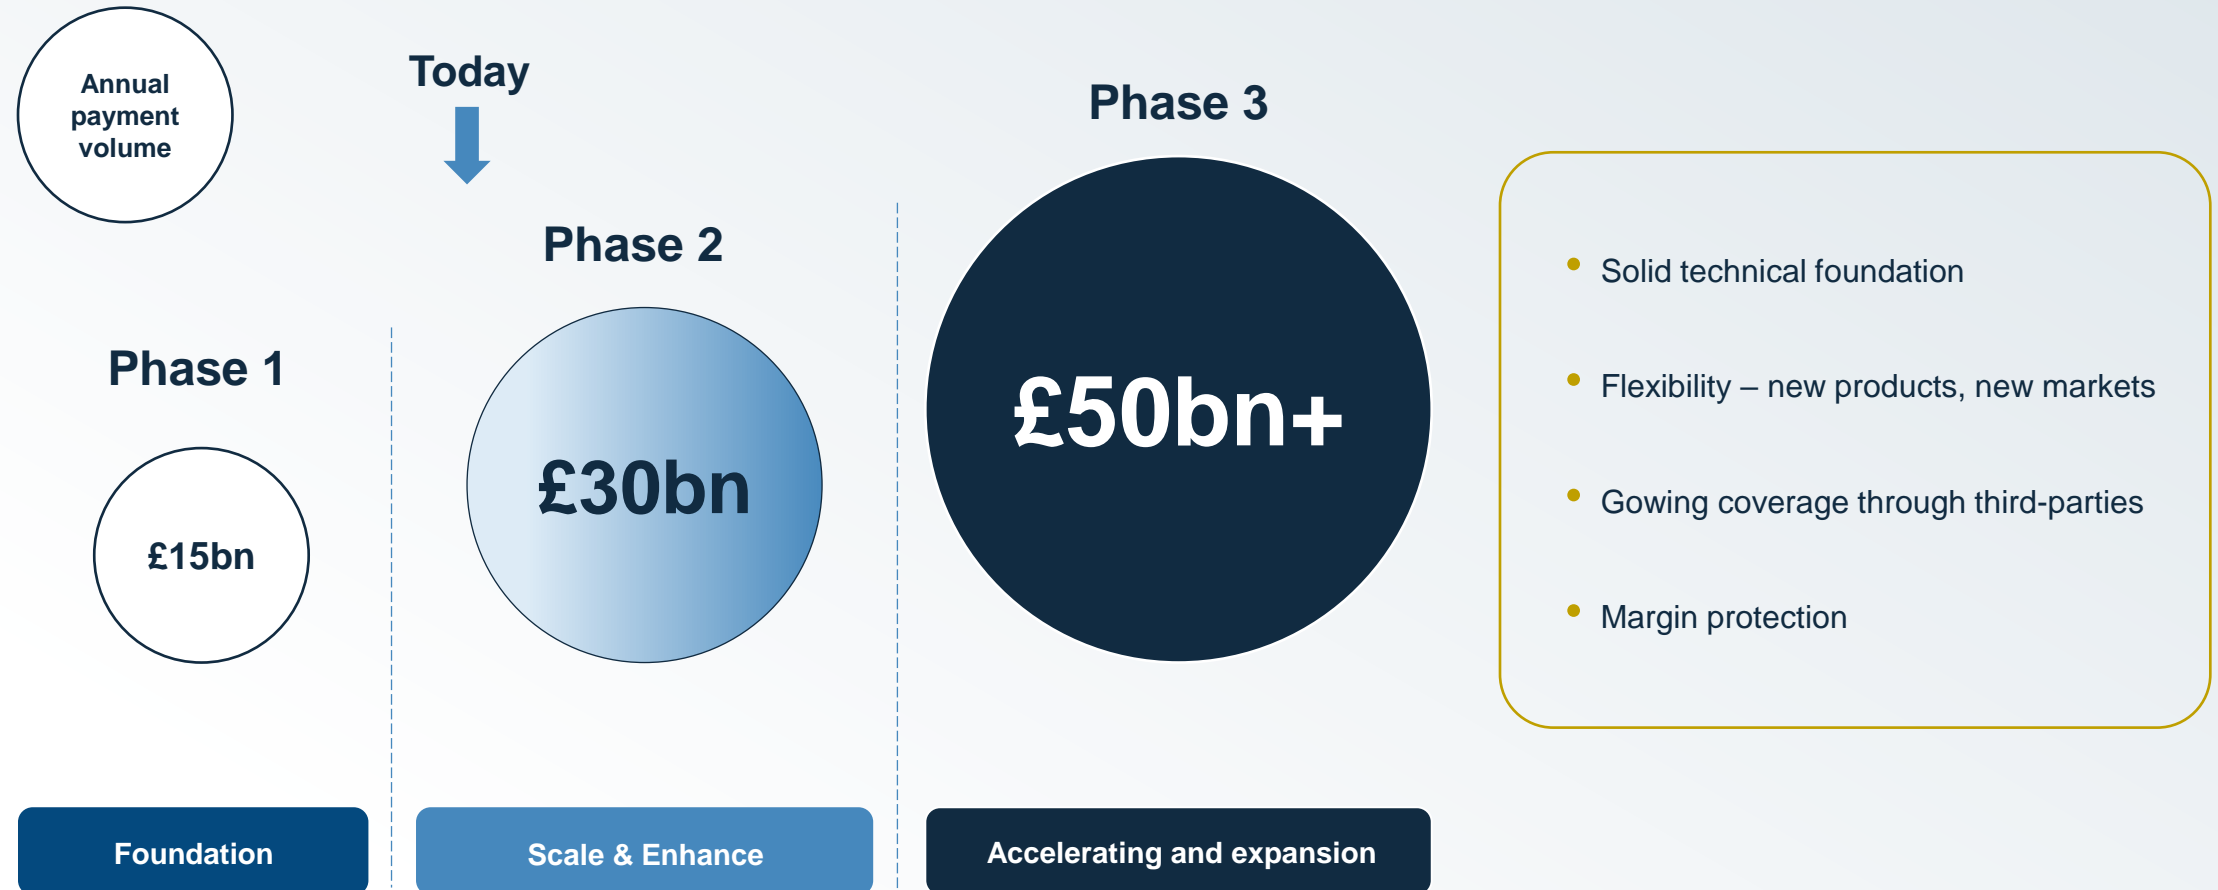 Annual
payment
volume
Today
Phase 1
£15bn
Foundation
Phase 2
£30bn
Scale & Enhance
Phase 3
£50bn+
Accelerating and expansion
• Solid technical foundation
• Flexibility – new products, new markets
• Gowing coverage through third-parties
• Margin protection